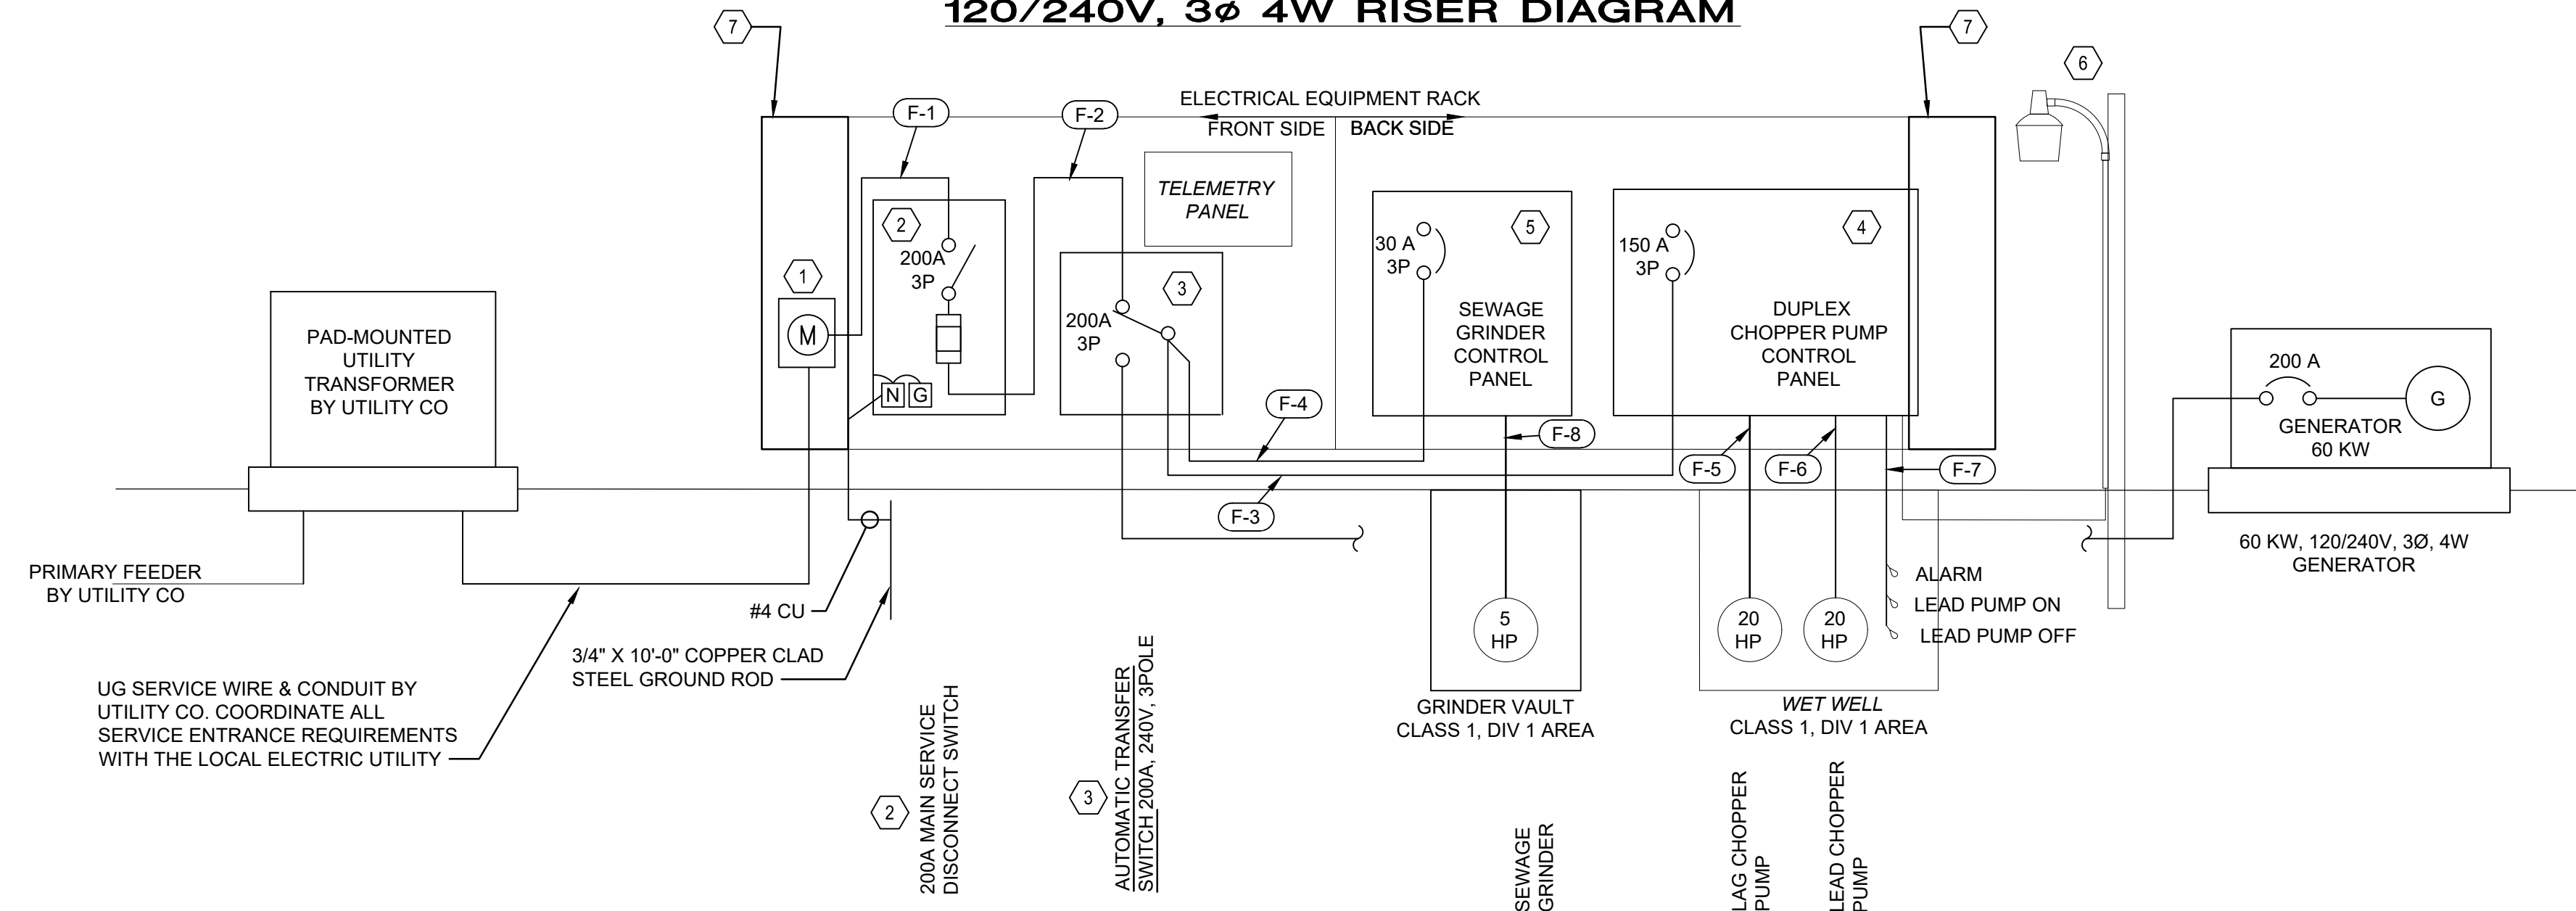 120/240V, 3ø 4W RISER DIAGRAM
7
7
6
ELECTRICAL EQUIPMENT RACK
FRONT SIDE
BACK SIDE
F-1
F-2
TELEMETRY
PANEL
2
200A
3P
N G
1
M
3
200A
3P
30 A
3P
5
SEWAGE
GRINDER
CONTROL
PANEL
150 A
3P
4
DUPLEX
CHOPPER PUMP
CONTROL
PANEL
PAD-MOUNTED
UTILITY
TRANSFORMER
BY UTILITY CO
200 A
G
GENERATOR
60 KW
F-4
F-8
F-5
F-6
F-7
F-3
60 KW, 120/240V, 3Ø, 4W
GENERATOR
PRIMARY FEEDER
BY UTILITY CO
#4 CU
3/4" X 10'-0" COPPER CLAD
STEEL GROUND ROD
UG SERVICE WIRE & CONDUIT BY
UTILITY CO. COORDINATE ALL
SERVICE ENTRANCE REQUIREMENTS
WITH THE LOCAL ELECTRIC UTILITY
5
HP
20
HP
20
HP
ALARM
LEAD PUMP ON
LEAD PUMP OFF
GRINDER VAULT
CLASS 1, DIV 1 AREA
WET WELL
CLASS 1, DIV 1 AREA
2
200A MAIN SERVICE
DISCONNECT SWITCH
3
AUTOMATIC TRANSFER
SWITCH 200A, 240V, 3POLE
SEWAGE
GRINDER
LAG CHOPPER
PUMP
LEAD CHOPPER
PUMP